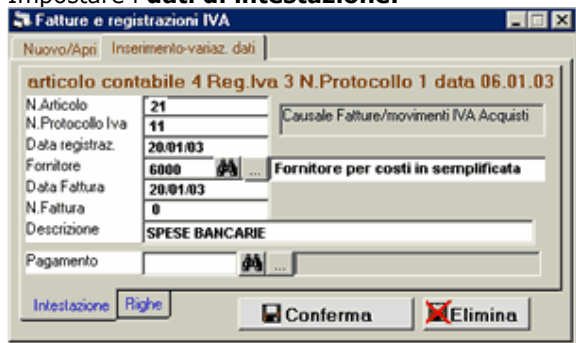 Impostare i dati di intestazione:
Fatture e registrazioni IVA
Nuovo/Apri Inserimento-variaz. dati
articolo contabile 4 Reg.Iva 3 N.Protocollo 1 data 06.01.03
N.Articolo 21
Causale Fatture/movimenti IVA Acquisti
N.Protocollo Iva 11
Data registraz. 20.01.03
Fornitore 6000 ... Fornitore per costi in semplificata
Data Fattura 20.01.03
N.Fattura 0
Descrizione SPESE BANCARIE
Pagamento ...
Intestazione Righe
Conferma Elimina